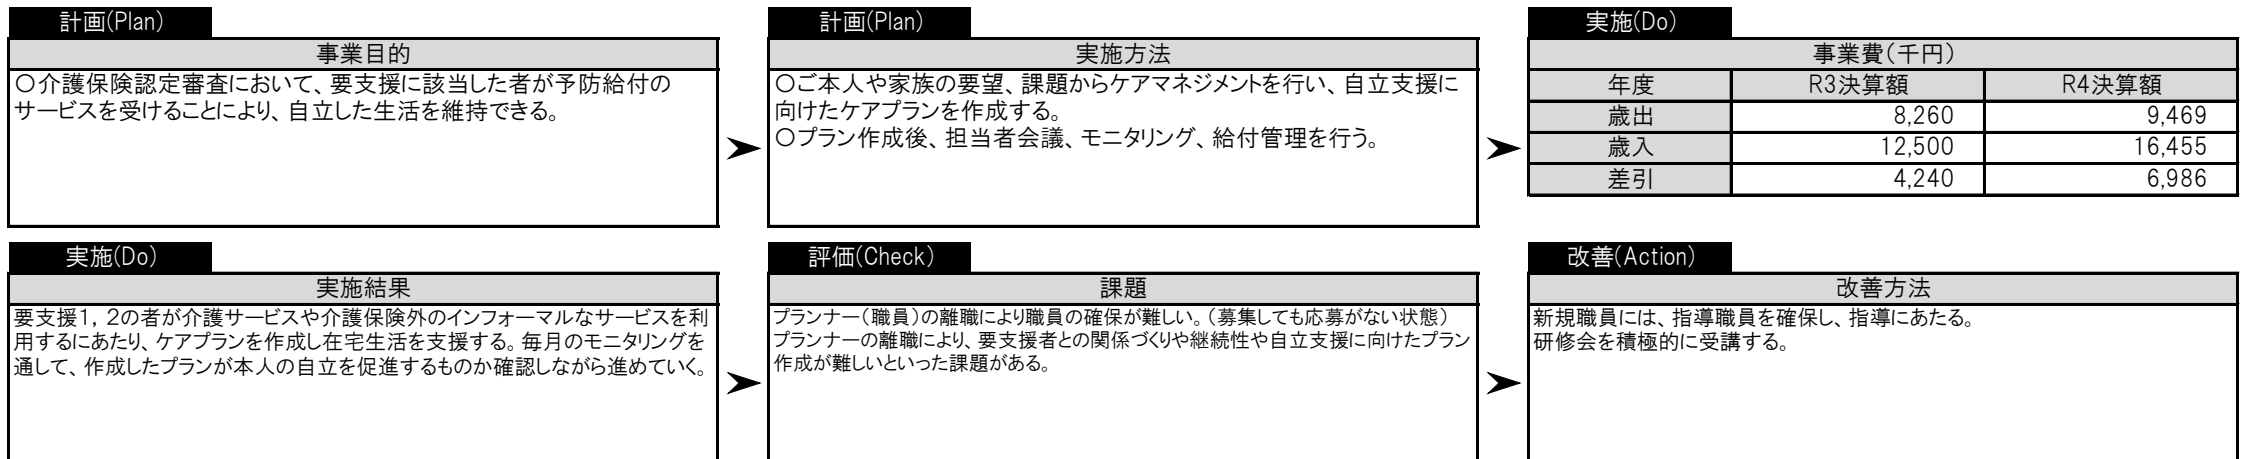 計画(Plan)
事業目的
〇介護保険認定審査において、要支援に該当した者が予防給付の
サービスを受けることにより、自立した生活を維持できる。
計画(Plan)
実施方法
〇ご本人や家族の要望、課題からケアマネジメントを行い、自立支援に
向けたケアプランを作成する。
〇プラン作成後、担当者会議、モニタリング、給付管理を行う。
実施(Do)
事業費(千円)
年度 R3決算額 R4決算額
歳出 8,260 9,469
歳入 12,500 16,455
差引 4,240 6,986
実施(Do)
実施結果
要支援1，2の者が介護サービスや介護保険外のインフォーマルなサービスを利
用するにあたり、ケアプランを作成し在宅生活を支援する。毎月のモニタリングを
通して、作成したプランが本人の自立を促進するものか確認しながら進めていく。
評価(Check)
課題
プランナー(職員)の離職により職員の確保が難しい。(募集しても応募がない状態)
プランナーの離職により、要支援者との関係づくりや継続性や自立支援に向けたプラン
作成が難しいといった課題がある。
改善(Action)
改善方法
新規職員には、指導職員を確保し、指導にあたる。
研修会を積極的に受講する。